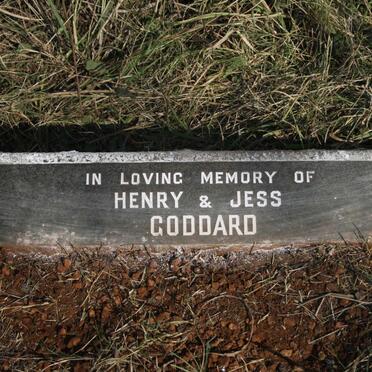 IN LOVING MEMORY OF
HENRY & JESS
GODDARD